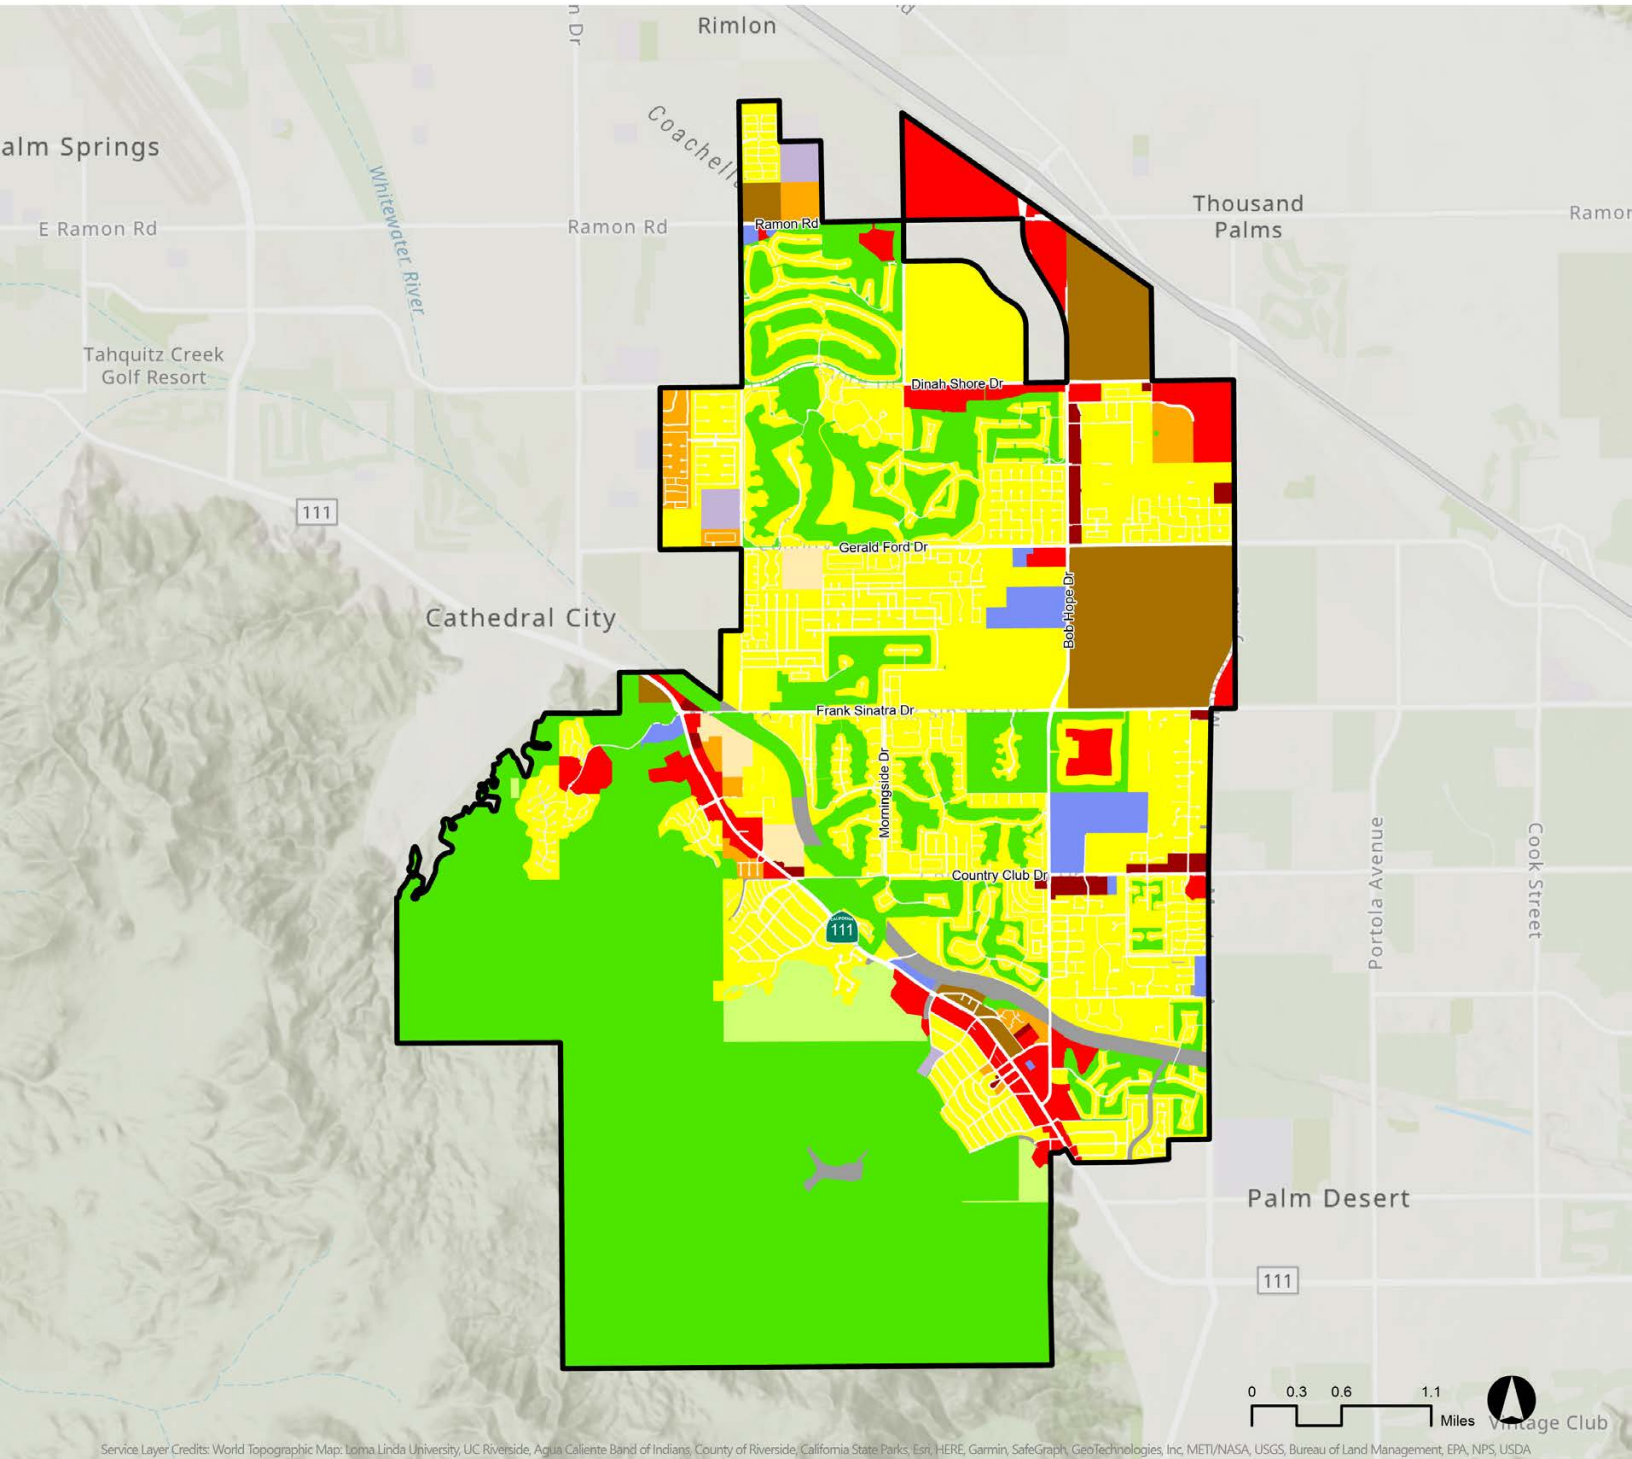 Rimlon
n Dr
Coachell
alm Springs
Whitewater River
Thousand
Palms
E Ramon Rd
Ramon Rd
Ramon Rd
Ramon
Tahquitz Creek
Golf Resort
Dinah Shore Dr
111
Gerald Ford Dr
Bob Hope Dr
Cathedral City
Frank Sinatra Dr
Morningside Dr
Portola Avenue
Cook Street
Country Club Dr
CALIFORNIA
111
Palm Desert
111
0 0.3 0.6 1.1
Miles
Vintage Club
Service Layer Credits: World Topographic Map: Loma Linda University, UC Riverside, Agua Caliente Band of Indians, County of Riverside, California State Parks, Esri, HERE, Garmin, SafeGraph, GeoTechnologies, Inc, METI/NASA, USGS, Bureau of Land Management, EPA, NPS, USDA